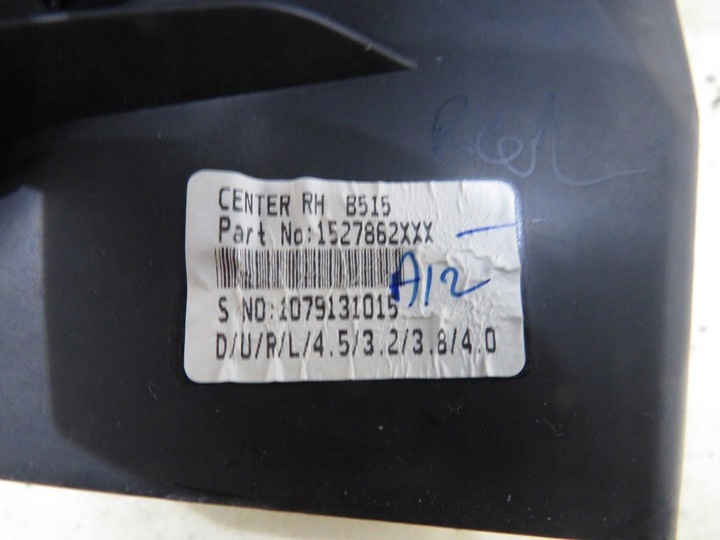 CENTER RH B515
Part No:1527862XXX
A12
S NO:1079131015
D/U/R/L/4.5/3.2/3.8/4.0